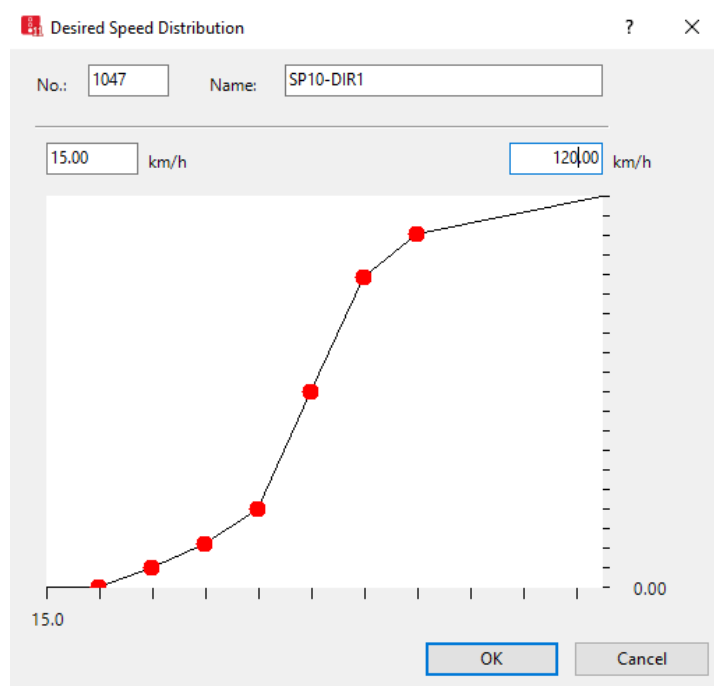 Desired Speed Distribution ?
No.: 1047 Name: SP10-DIR1
15.00 km/h 120.00 km/h
0.00
15.0
OK Cancel